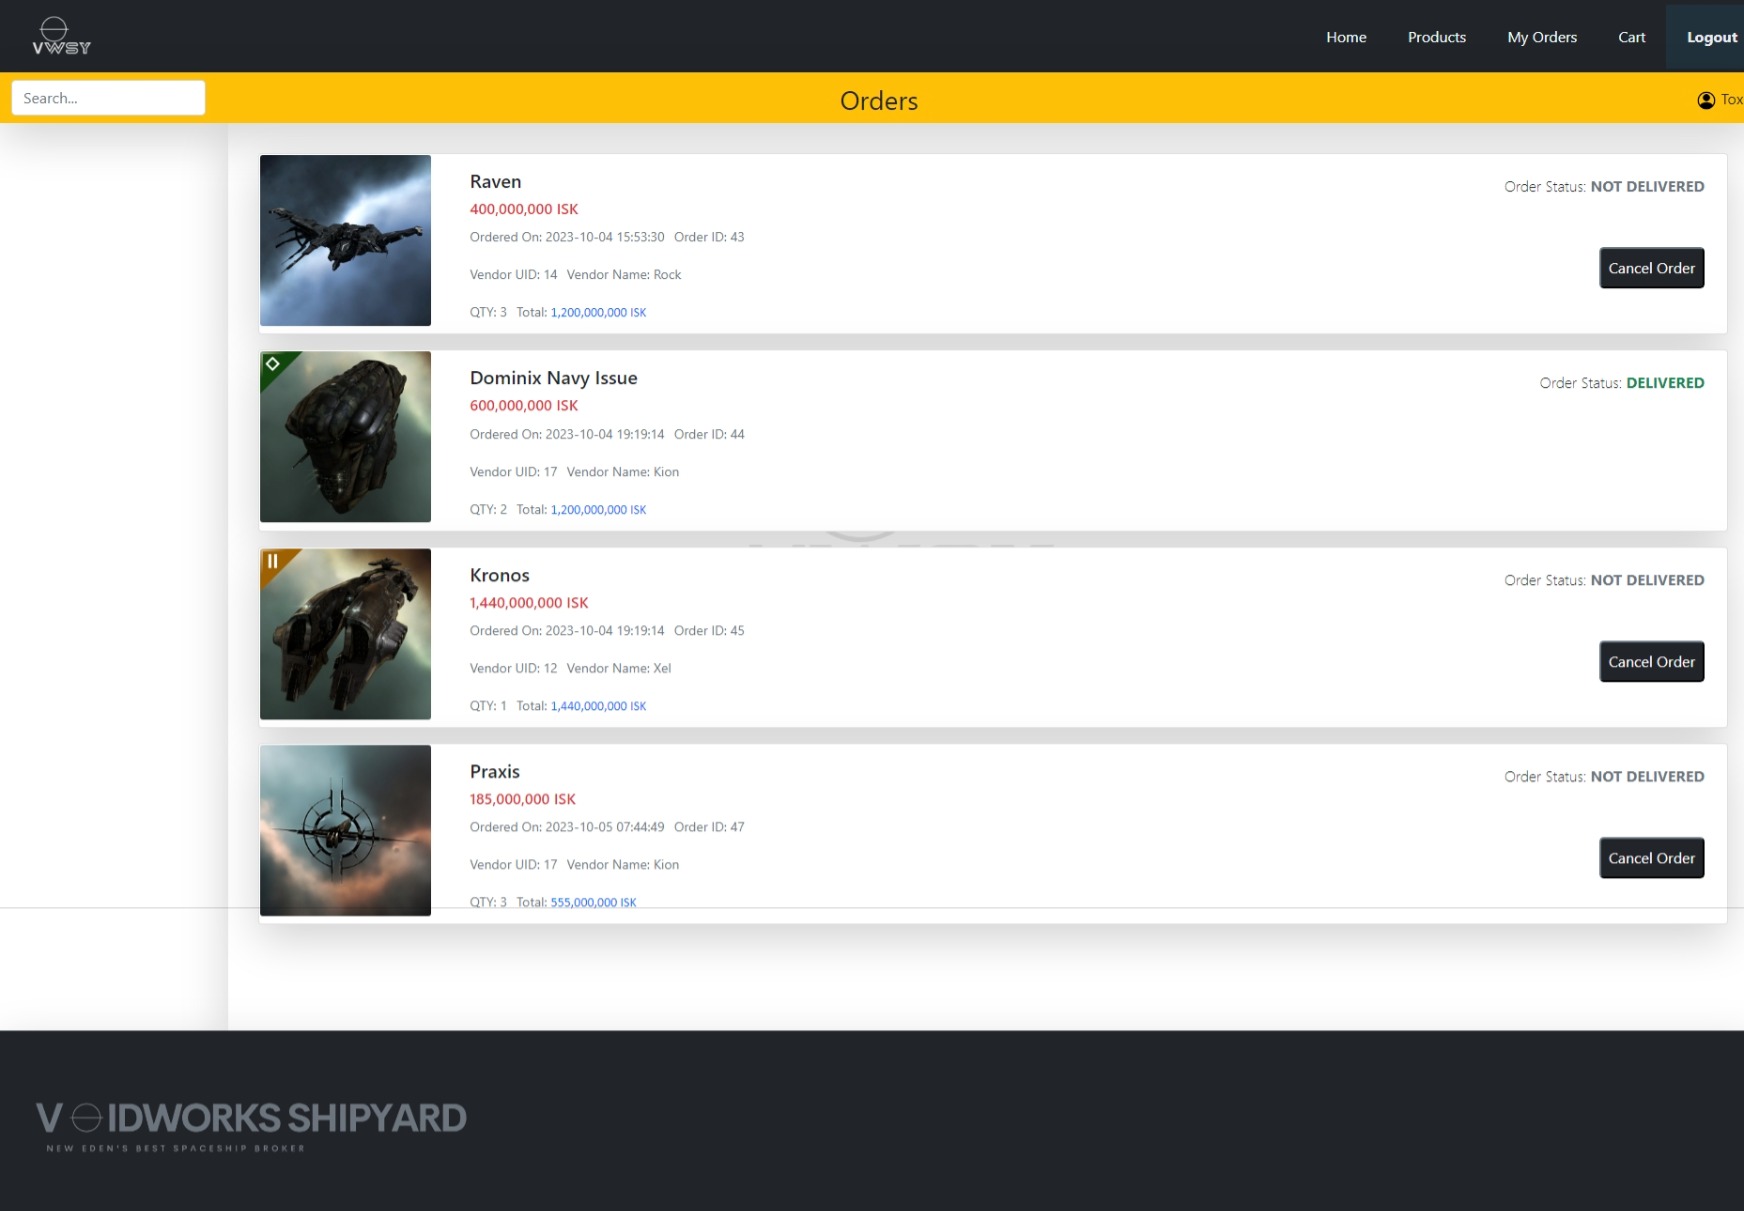 VWSY
Home Products My Orders Cart Logout
Search...
Orders
Tox
Raven
Order Status: NOT DELIVERED
400,000,000 ISK
Ordered On: 2023-10-04 15:53:30 Order ID: 43
Cancel Order
Vendor UID: 14 Vendor Name: Rock
QTY: 3 Total: 1,200,000,000 ISK
Dominix Navy Issue
Order Status: DELIVERED
600,000,000 ISK
Ordered On: 2023-10-04 19:19:14 Order ID: 44
Vendor UID: 17 Vendor Name: Kion
QTY: 2 Total: 1,200,000,000 ISK
Kronos
Order Status: NOT DELIVERED
1,440,000,000 ISK
Ordered On: 2023-10-04 19:19:14 Order ID: 45
Cancel Order
Vendor UID: 12 Vendor Name: Xel
QTY: 1 Total: 1,440,000,000 ISK
Praxis
Order Status: NOT DELIVERED
185,000,000 ISK
Ordered On: 2023-10-05 07:44:49 Order ID: 47
Cancel Order
Vendor UID: 17 Vendor Name: Kion
QTY: 3 Total: 555,000,000 ISK
VOIDWORKS SHIPYARD
NEW EDEN'S BEST SPACESHIP BROKER